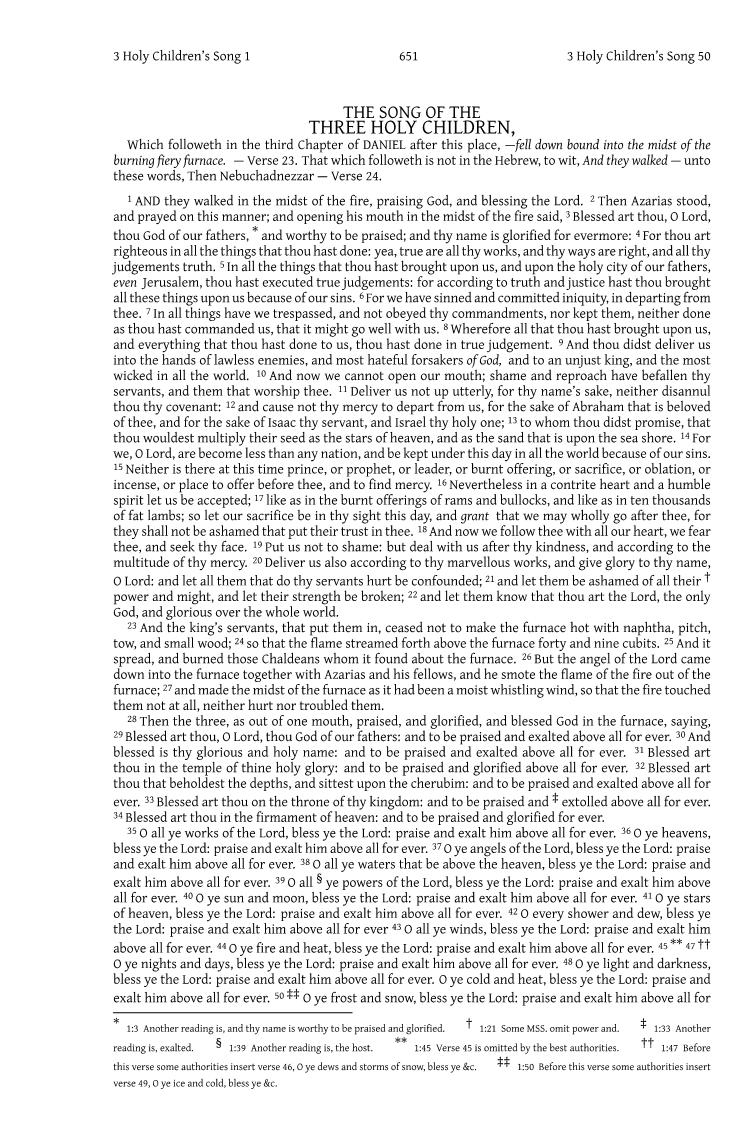 3 Holy Children's Song 1 651 3 Holy Children's Song 50
THE SONG OF THE
THREE HOLY CHILDREN,
Which followeth in the third Chapter of DANIEL after this place, —fell down bound into the midst of the
burning fiery furnace. — Verse 23. That which followeth is not in the Hebrew, to wit, And they walked — unto
these words, Then Nebuchadnezzar — Verse 24.
1 AND they walked in the midst of the fire, praising God, and blessing the Lord. 2 Then Azarias stood,
and prayed on this manner; and opening his mouth in the midst of the fire said, 3 Blessed art thou, O Lord,
thou God of our fathers, * and worthy to be praised; and thy name is glorified for evermore: 4 For thou art
righteous in all the things that thou hast done: yea, true are all thy works, and thy ways are right, and all thy
judgements truth. 5 In all the things that thou hast brought upon us, and upon the holy city of our fathers,
even Jerusalem, thou hast executed true judgements: for according to truth and justice hast thou brought
all these things upon us because of our sins. 6 For we have sinned and committed iniquity, in departing from
thee. 7 In all things have we trespassed, and not obeyed thy commandments, nor kept them, neither done
as thou hast commanded us, that it might go well with us. 8 Wherefore all that thou hast brought upon us,
and everything that thou hast done to us, thou hast done in true judgement. 9 And thou didst deliver us
into the hands of lawless enemies, and most hateful forsakers of God, and to an unjust king, and the most
wicked in all the world. 10 And now we cannot open our mouth; shame and reproach have befallen thy
servants, and them that worship thee. 11 Deliver us not up utterly, for thy name's sake, neither disannul
thou thy covenant: 12 and cause not thy mercy to depart from us, for the sake of Abraham that is beloved
of thee, and for the sake of Isaac thy servant, and Israel thy holy one; 13 to whom thou didst promise, that
thou wouldest multiply their seed as the stars of heaven, and as the sand that is upon the sea shore. 14 For
we, O Lord, are become less than any nation, and be kept under this day in all the world because of our sins.
15 Neither is there at this time prince, or prophet, or leader, or burnt offering, or sacrifice, or oblation, or
incense, or place to offer before thee, and to find mercy. 16 Nevertheless in a contrite heart and a humble
spirit let us be accepted; 17 like as in the burnt offerings of rams and bullocks, and like as in ten thousands
of fat lambs; so let our sacrifice be in thy sight this day, and grant that we may wholly go after thee, for
they shall not be ashamed that put their trust in thee. 18 And now we follow thee with all our heart, we fear
thee, and seek thy face. 19 Put us not to shame: but deal with us after thy kindness, and according to the
multitude of thy mercy. 20 Deliver us also according to thy marvellous works, and give glory to thy name,
O Lord: and let all them that do thy servants hurt be confounded; 21 and let them be ashamed of all their †
power and might, and let their strength be broken; 22 and let them know that thou art the Lord, the only
God, and glorious over the whole world.
23 And the king's servants, that put them in, ceased not to make the furnace hot with naphtha, pitch,
tow, and small wood; 24 so that the flame streamed forth above the furnace forty and nine cubits. 25 And it
spread, and burned those Chaldeans whom it found about the furnace. 26 But the angel of the Lord came
down into the furnace together with Azarias and his fellows, and he smote the flame of the fire out of the
furnace; 27 and made the midst of the furnace as it had been a moist whistling wind, so that the fire touched
them not at all, neither hurt nor troubled them.
28 Then the three, as out of one mouth, praised, and glorified, and blessed God in the furnace, saying,
29 Blessed art thou, O Lord, thou God of our fathers: and to be praised and exalted above all for ever. 30 And
blessed is thy glorious and holy name: and to be praised and exalted above all for ever. 31 Blessed art
thou in the temple of thine holy glory: and to be praised and glorified above all for ever. 32 Blessed art
thou that beholdest the depths, and sittest upon the cherubim: and to be praised and exalted above all for
ever. 33 Blessed art thou on the throne of thy kingdom: and to be praised and ‡ extolled above all for ever.
34 Blessed art thou in the firmament of heaven: and to be praised and glorified for ever.
35 O all ye works of the Lord, bless ye the Lord: praise and exalt him above all for ever. 36 O ye heavens,
bless ye the Lord: praise and exalt him above all for ever. 37 O ye angels of the Lord, bless ye the Lord: praise
and exalt him above all for ever. 38 O all ye waters that be above the heaven, bless ye the Lord: praise and
exalt him above all for ever. 39 O all § ye powers of the Lord, bless ye the Lord: praise and exalt him above
all for ever. 40 O ye sun and moon, bless ye the Lord: praise and exalt him above all for ever. 41 O ye stars
of heaven, bless ye the Lord: praise and exalt him above all for ever. 42 O every shower and dew, bless ye
the Lord: praise and exalt him above all for ever 43 O all ye winds, bless ye the Lord: praise and exalt him
above all for ever. 44 O ye fire and heat, bless ye the Lord: praise and exalt him above all for ever. 45 ** 47 ††
O ye nights and days, bless ye the Lord: praise and exalt him above all for ever. 48 O ye light and darkness,
bless ye the Lord: praise and exalt him above all for ever. O ye cold and heat, bless ye the Lord: praise and
exalt him above all for ever. 50 ‡‡ O ye frost and snow, bless ye the Lord: praise and exalt him above all for
* 1:3 Another reading is, and thy name is worthy to be praised and glorified. † 1:21 Some MSS. omit power and. ‡ 1:33 Another
reading is, exalted. § 1:39 Another reading is, the host. ** 1:45 Verse 45 is omitted by the best authorities. †† 1:47 Before
this verse some authorities insert verse 46, O ye dews and storms of snow, bless ye &c. ‡‡ 1:50 Before this verse some authorities insert
verse 49, O ye ice and cold, bless ye &c.